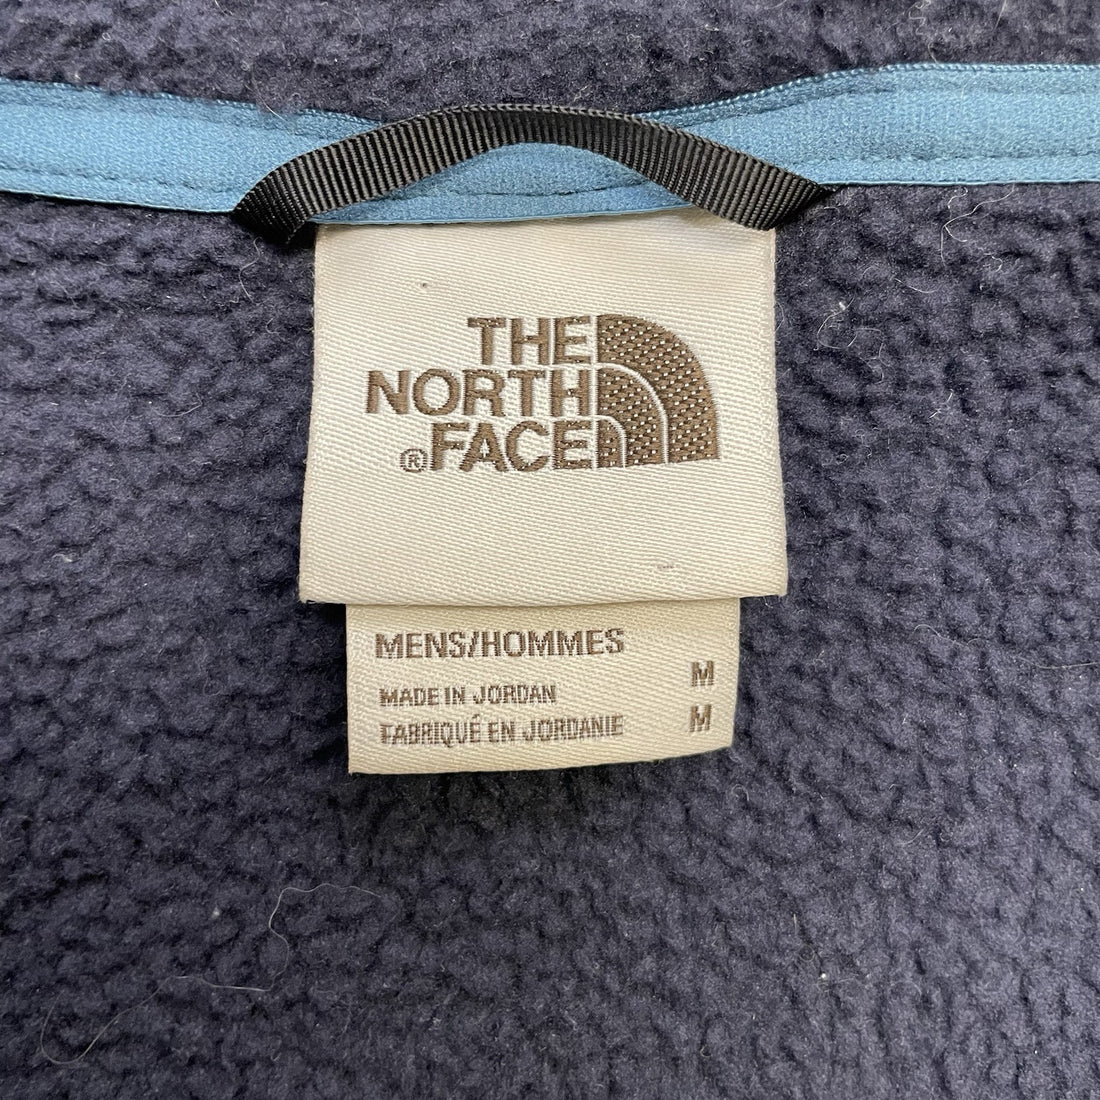 THE
NORTH
®FACE
MENS/HOMMES
MADE IN JORDAN M
FABRIQUÉ EN JORDANIE M